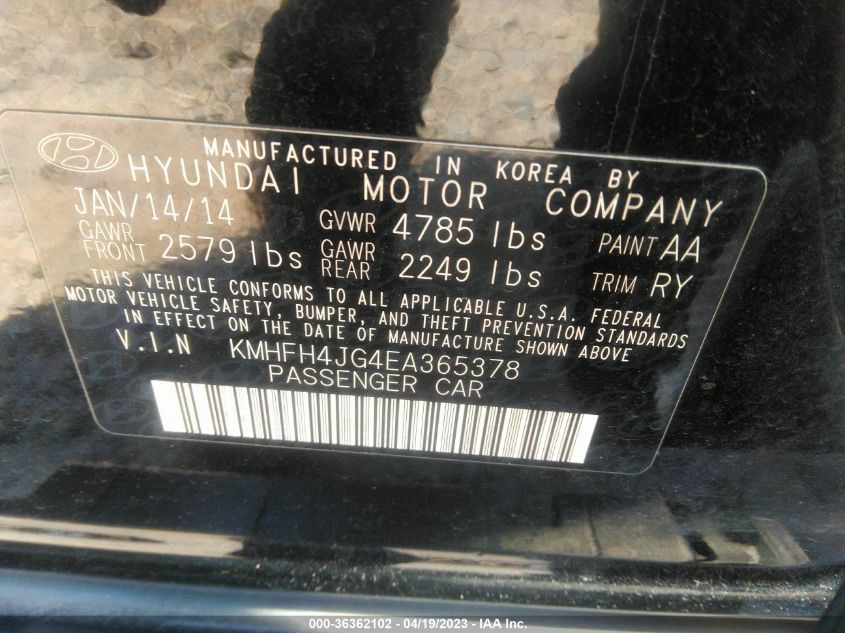 MANUFACTURED IN KOREA BY
HYUNDAI MOTOR COMPANY
JAN/14/14 GVWR 4785 lbs PAINT AA
GAWR FRONT 2579 lbs GAWR REAR 2249 lbs TRIM RY
THIS VEHICLE CONFORMS TO ALL APPLICABLE U.S.A. FEDERAL
MOTOR VEHICLE SAFETY, BUMPER, AND THEFT PREVENTION STANDARDS
IN EFFECT ON THE DATE OF MANUFACTURE SHOWN ABOVE
V.I.N KMHFH4JG4EA365378
PASSENGER CAR
000-36362102 - 04/19/2023 - IAA Inc.